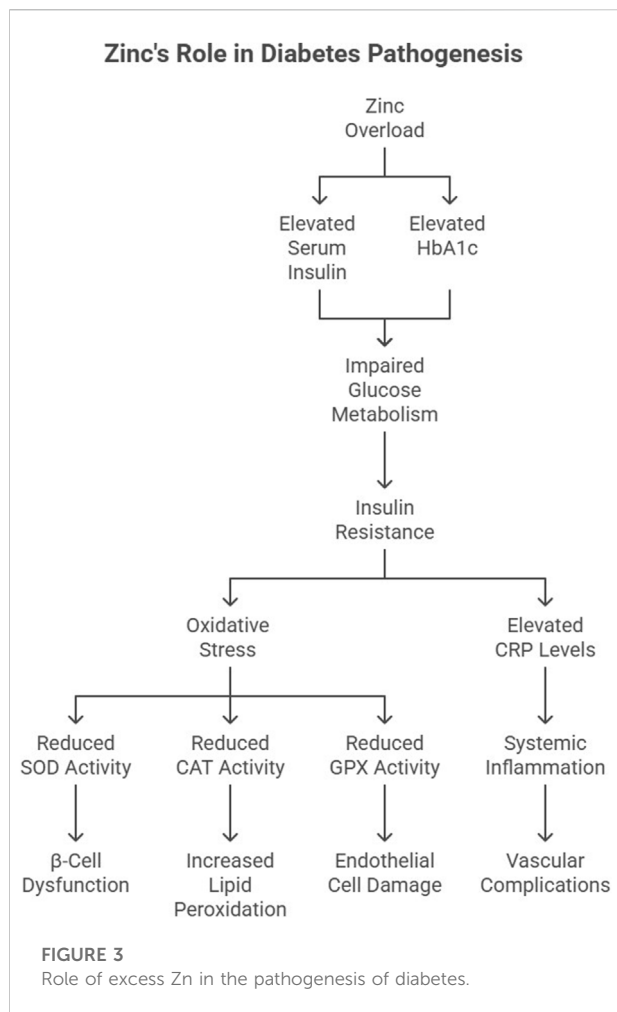 Zinc's Role in Diabetes Pathogenesis
Zinc
Overload
Elevated
Serum
Insulin
Elevated
HbA1c
Impaired
Glucose
Metabolism
Insulin
Resistance
Oxidative
Stress
Elevated
CRP Levels
Reduced
SOD Activity
Reduced
CAT Activity
Reduced
GPX Activity
Systemic
Inflammation
β-Cell
Dysfunction
Increased
Lipid
Peroxidation
Endothelial
Cell Damage
Vascular
Complications
FIGURE 3
Role of excess Zn in the pathogenesis of diabetes.